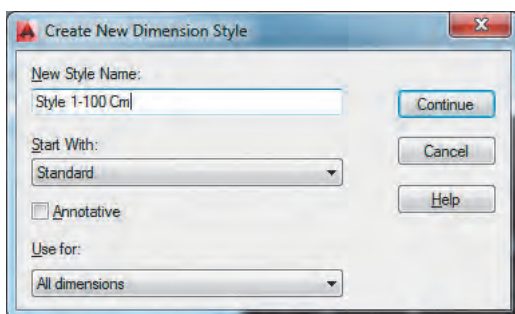 Create New Dimension Style
New Style Name:
Style 1-100 Cm
Continue
Start With:
Cancel
Standard
Annotative
Help
Use for:
All dimensions